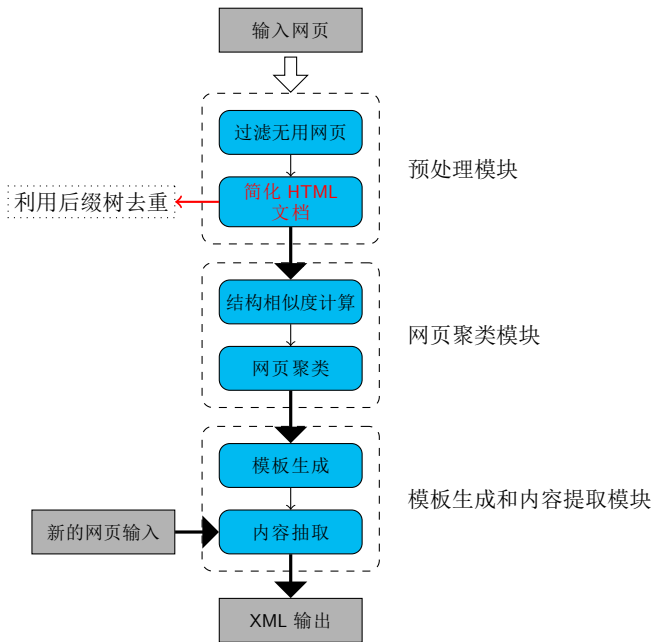 输入网页
过滤无用网页
预处理模块
简化 HTML
文档
利用后缀树去重
结构相似度计算
网页聚类模块
网页聚类
模板生成
模板生成和内容提取模块
新的网页输入
内容抽取
XML 输出